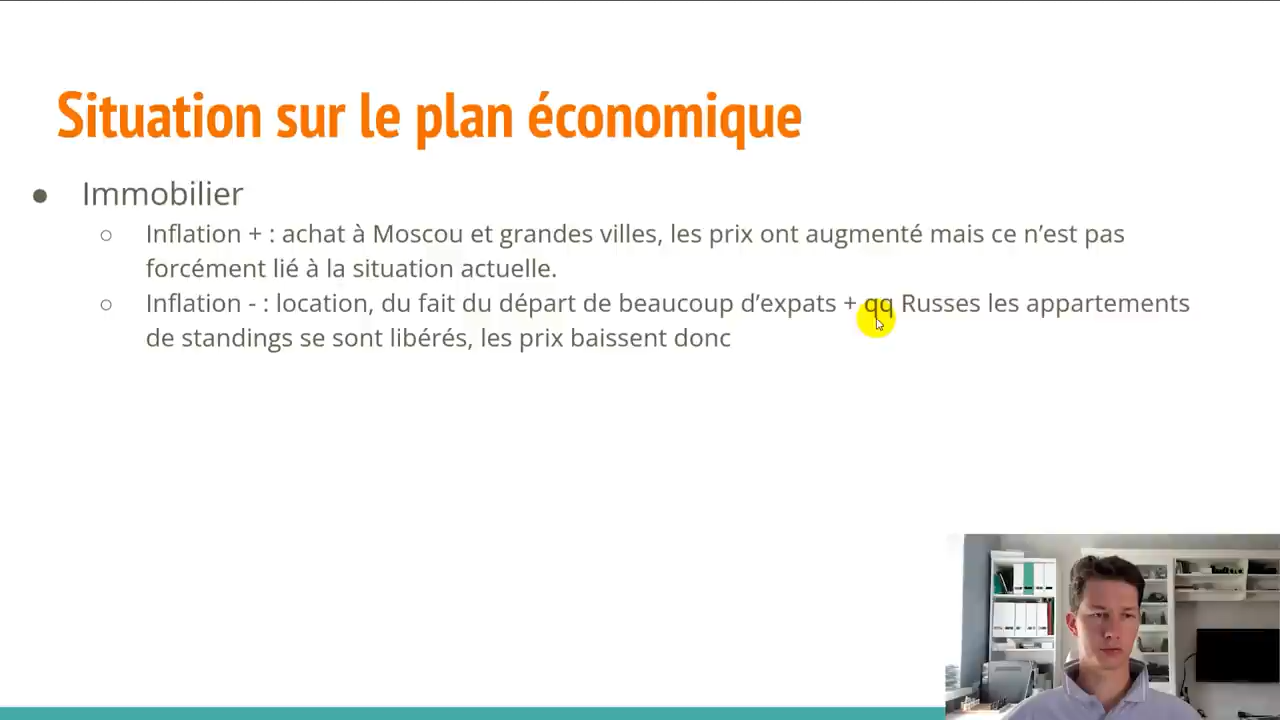 Situation sur le plan économique
● Immobilier
○ Inflation + : achat à Moscou et grandes villes, les prix ont augmenté mais ce n’est pas
forcément lié à la situation actuelle.
○ Inflation - : location, du fait du départ de beaucoup d’expats + qq Russes les appartements
de standings se sont libérés, les prix baissent donc